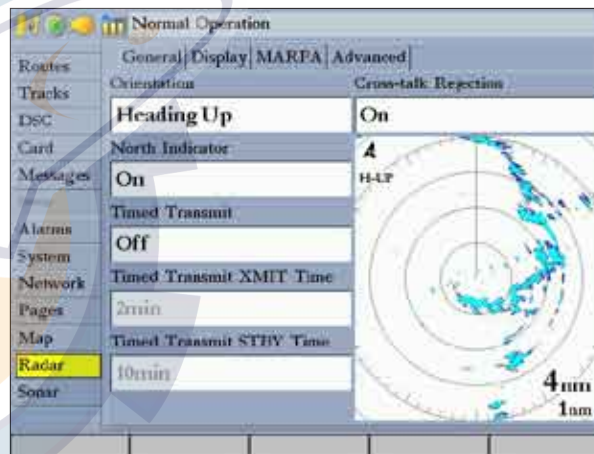 Normal Operation
General Display MARPA Advanced
Routes
Tracks
DSC
Card
Messages
Alarms
System
Network
Pages
Map
Radar
Sonar
Orientation
Heading Up
North Indicator
On
Timed Transmit
Off
Timed Transmit XMIT Time
2min
Timed Transmit STBY Time
10min
Cross-talk Rejection
On
H-UP
4nm
1nm